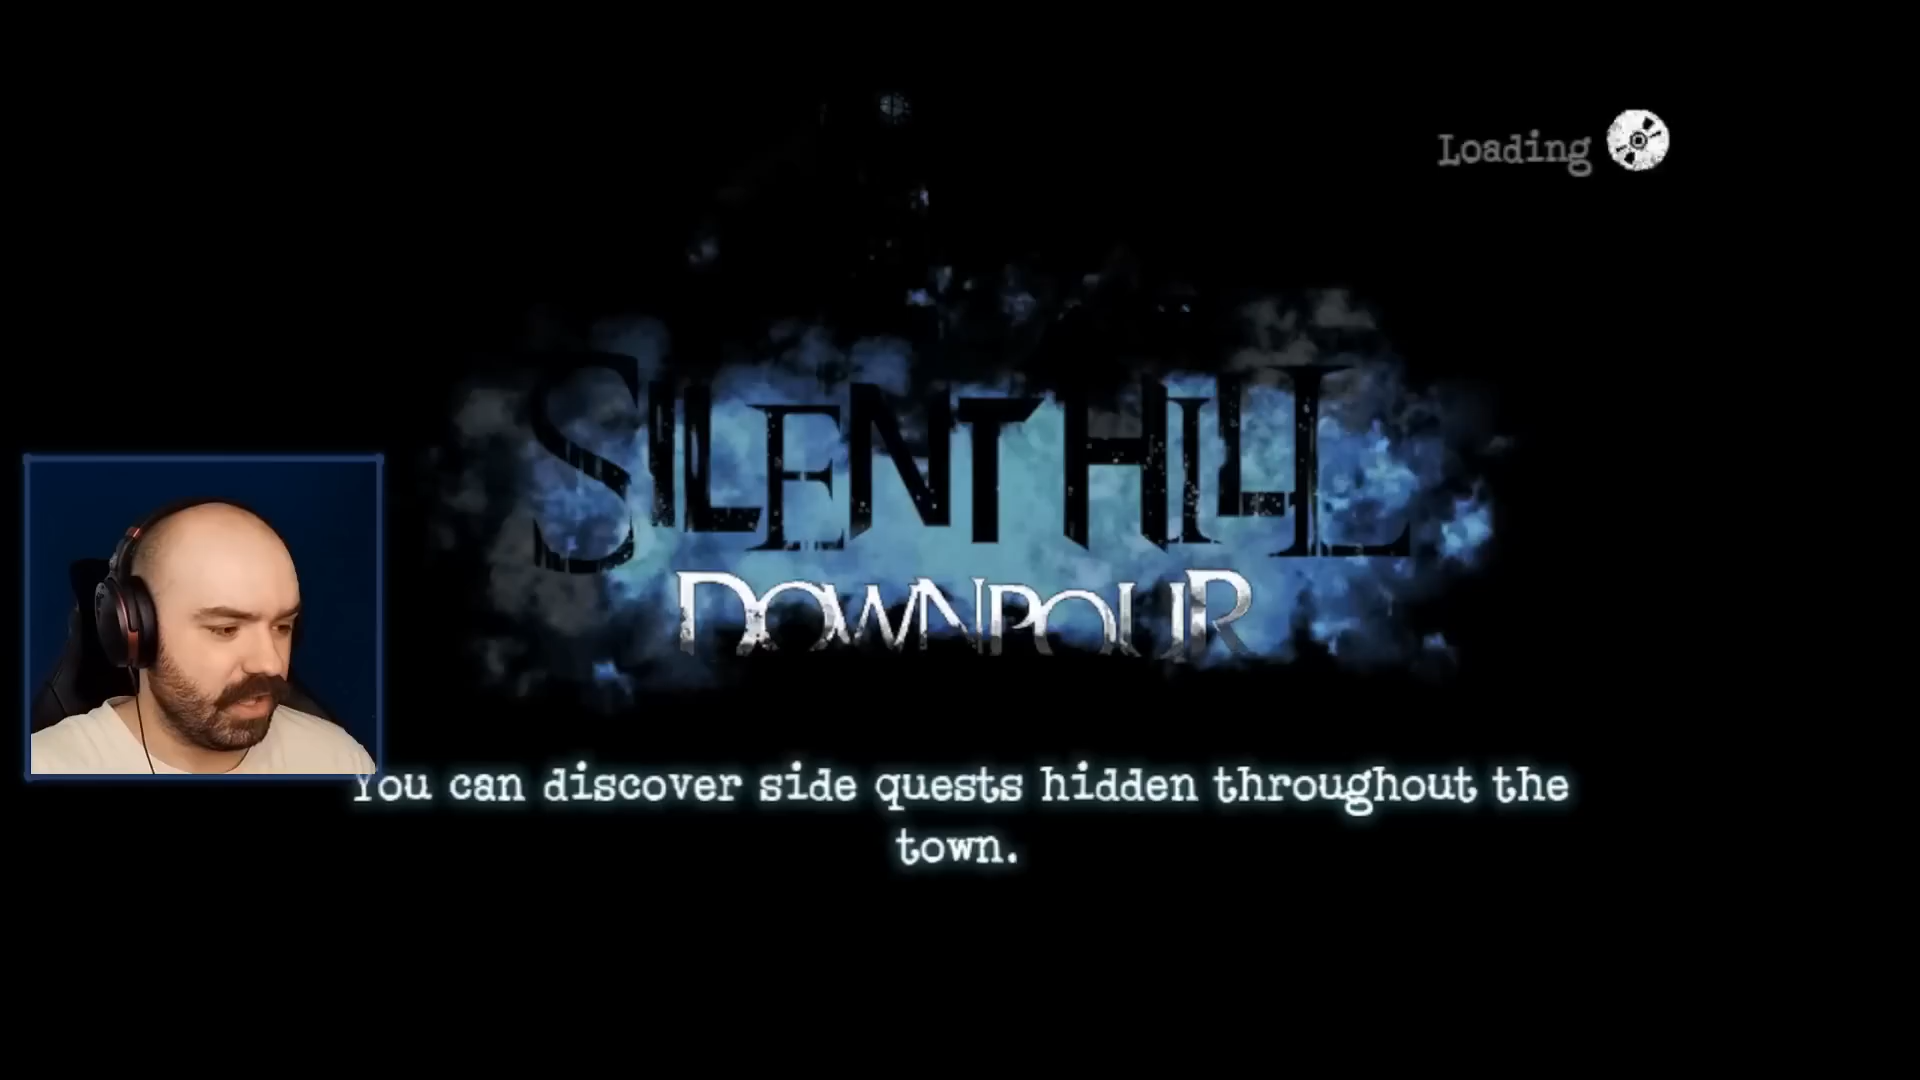 Loading
SILENT HILL
DOWNPOUR
You can discover side quests hidden throughout the
town.